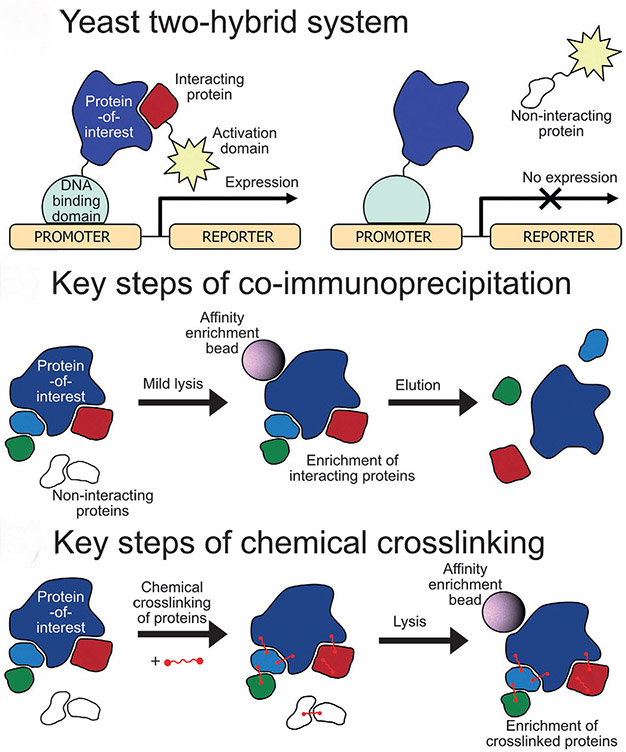 Yeast two-hybrid system
Protein
-of-
interest
Interacting
protein
Activation
domain
DNA
binding
domain
Expression
PROMOTER
REPORTER
Non-interacting
protein
No expression
PROMOTER
REPORTER
Key steps of co-immunoprecipitation
Protein
-of-
interest
Non-interacting
proteins
Mild lysis
Affinity
enrichment
bead
Enrichment of
interacting proteins
Elution
Key steps of chemical crosslinking
Protein
-of-
interest
Chemical
crosslinking
of proteins
+
Lysis
Affinity
enrichment
bead
Enrichment of
crosslinked proteins